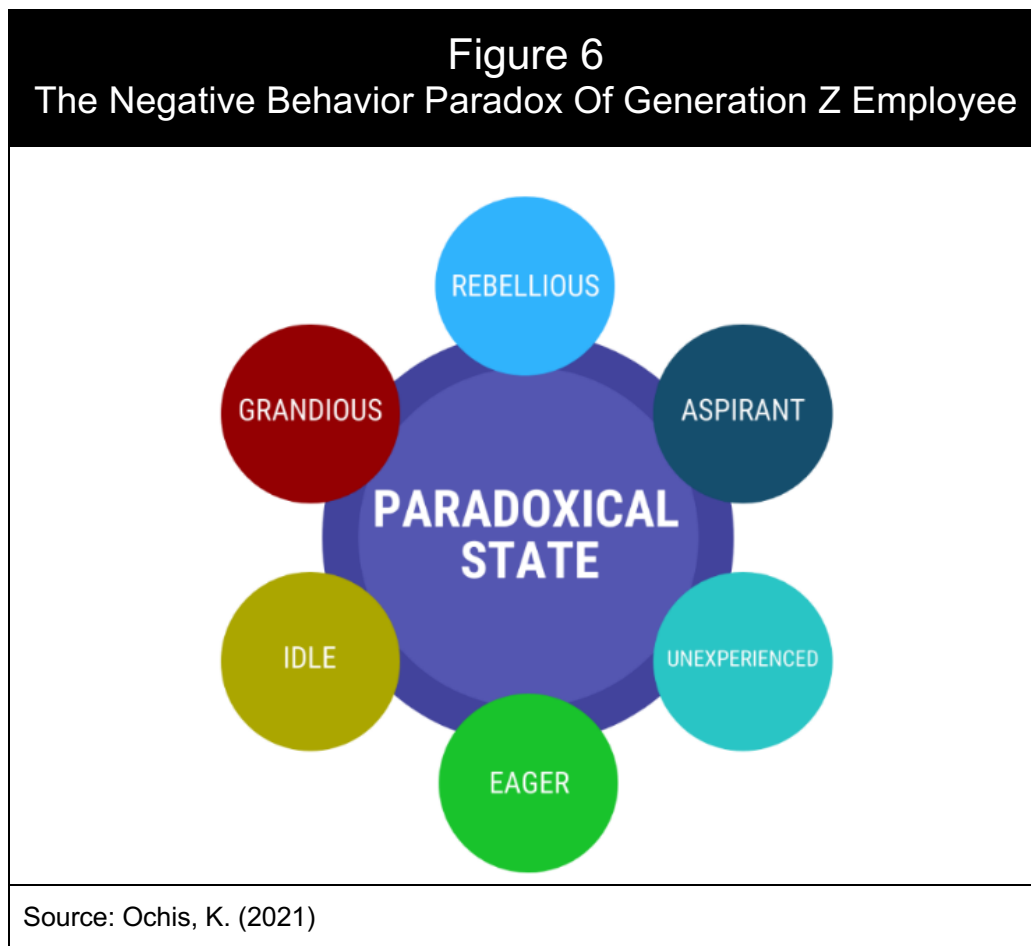 Figure 6
The Negative Behavior Paradox Of Generation Z Employee
REBELLIOUS
GRANDIOUS
ASPIRANT
PARADOXICAL
STATE
IDLE
UNEXPERIENCED
EAGER
Source: Ochis, K. (2021)